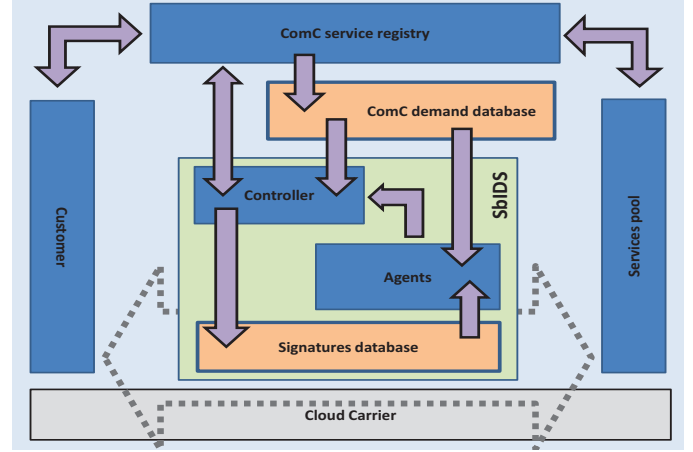 ComC service registry
ComC demand database
SbIDS
Controller
Customer
Services pool
Agents
Signatures database
Cloud Carrier